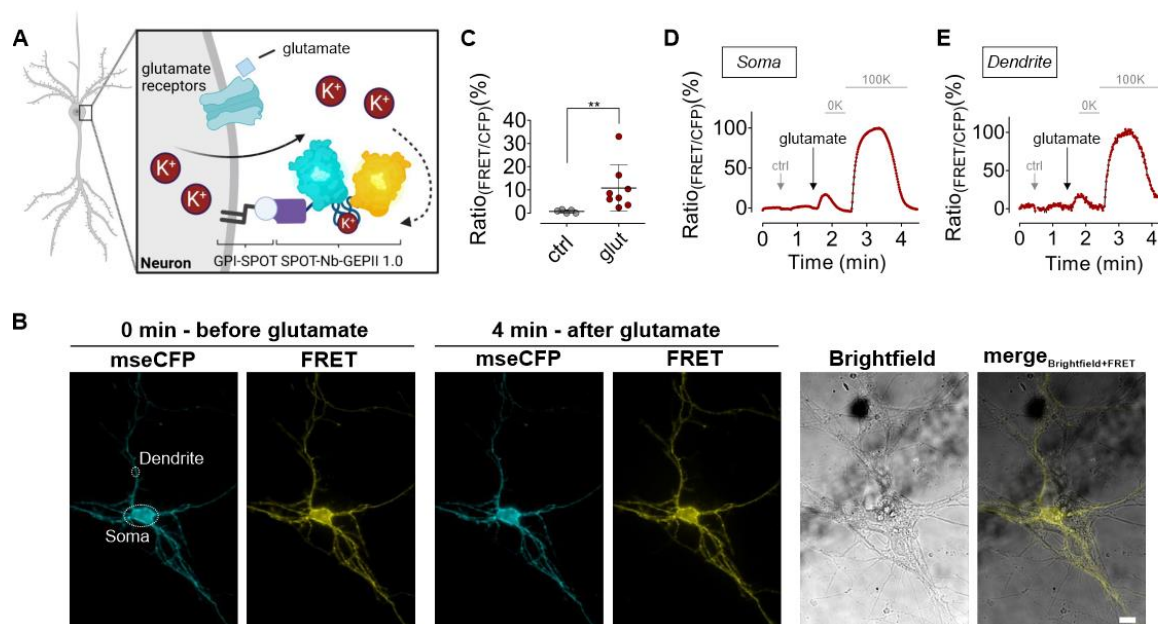 A
glutamate
glutamate
receptors
K+
K+
K+
K+
K+
Neuron
GPI-SPOT SPOT-Nb-GEPII 1.0
C
Ratio(FRET/CFP)(%)
40
30
20
10
0
**
ctrl
glut
D
Soma
Ratio(FRET/CFP)(%)
100K
0K
glutamate
ctrl
100
50
0
0 1 2 3 4
Time (min)
E
Dendrite
Ratio(FRET/CFP)(%)
100K
0K
glutamate
ctrl
100
50
0
0 1 2 3 4
Time (min)
B
0 min - before glutamate
mseCFP FRET
Dendrite
Soma
4 min - after glutamate
mseCFP FRET
Brightfield
merge Brightfield+FRET